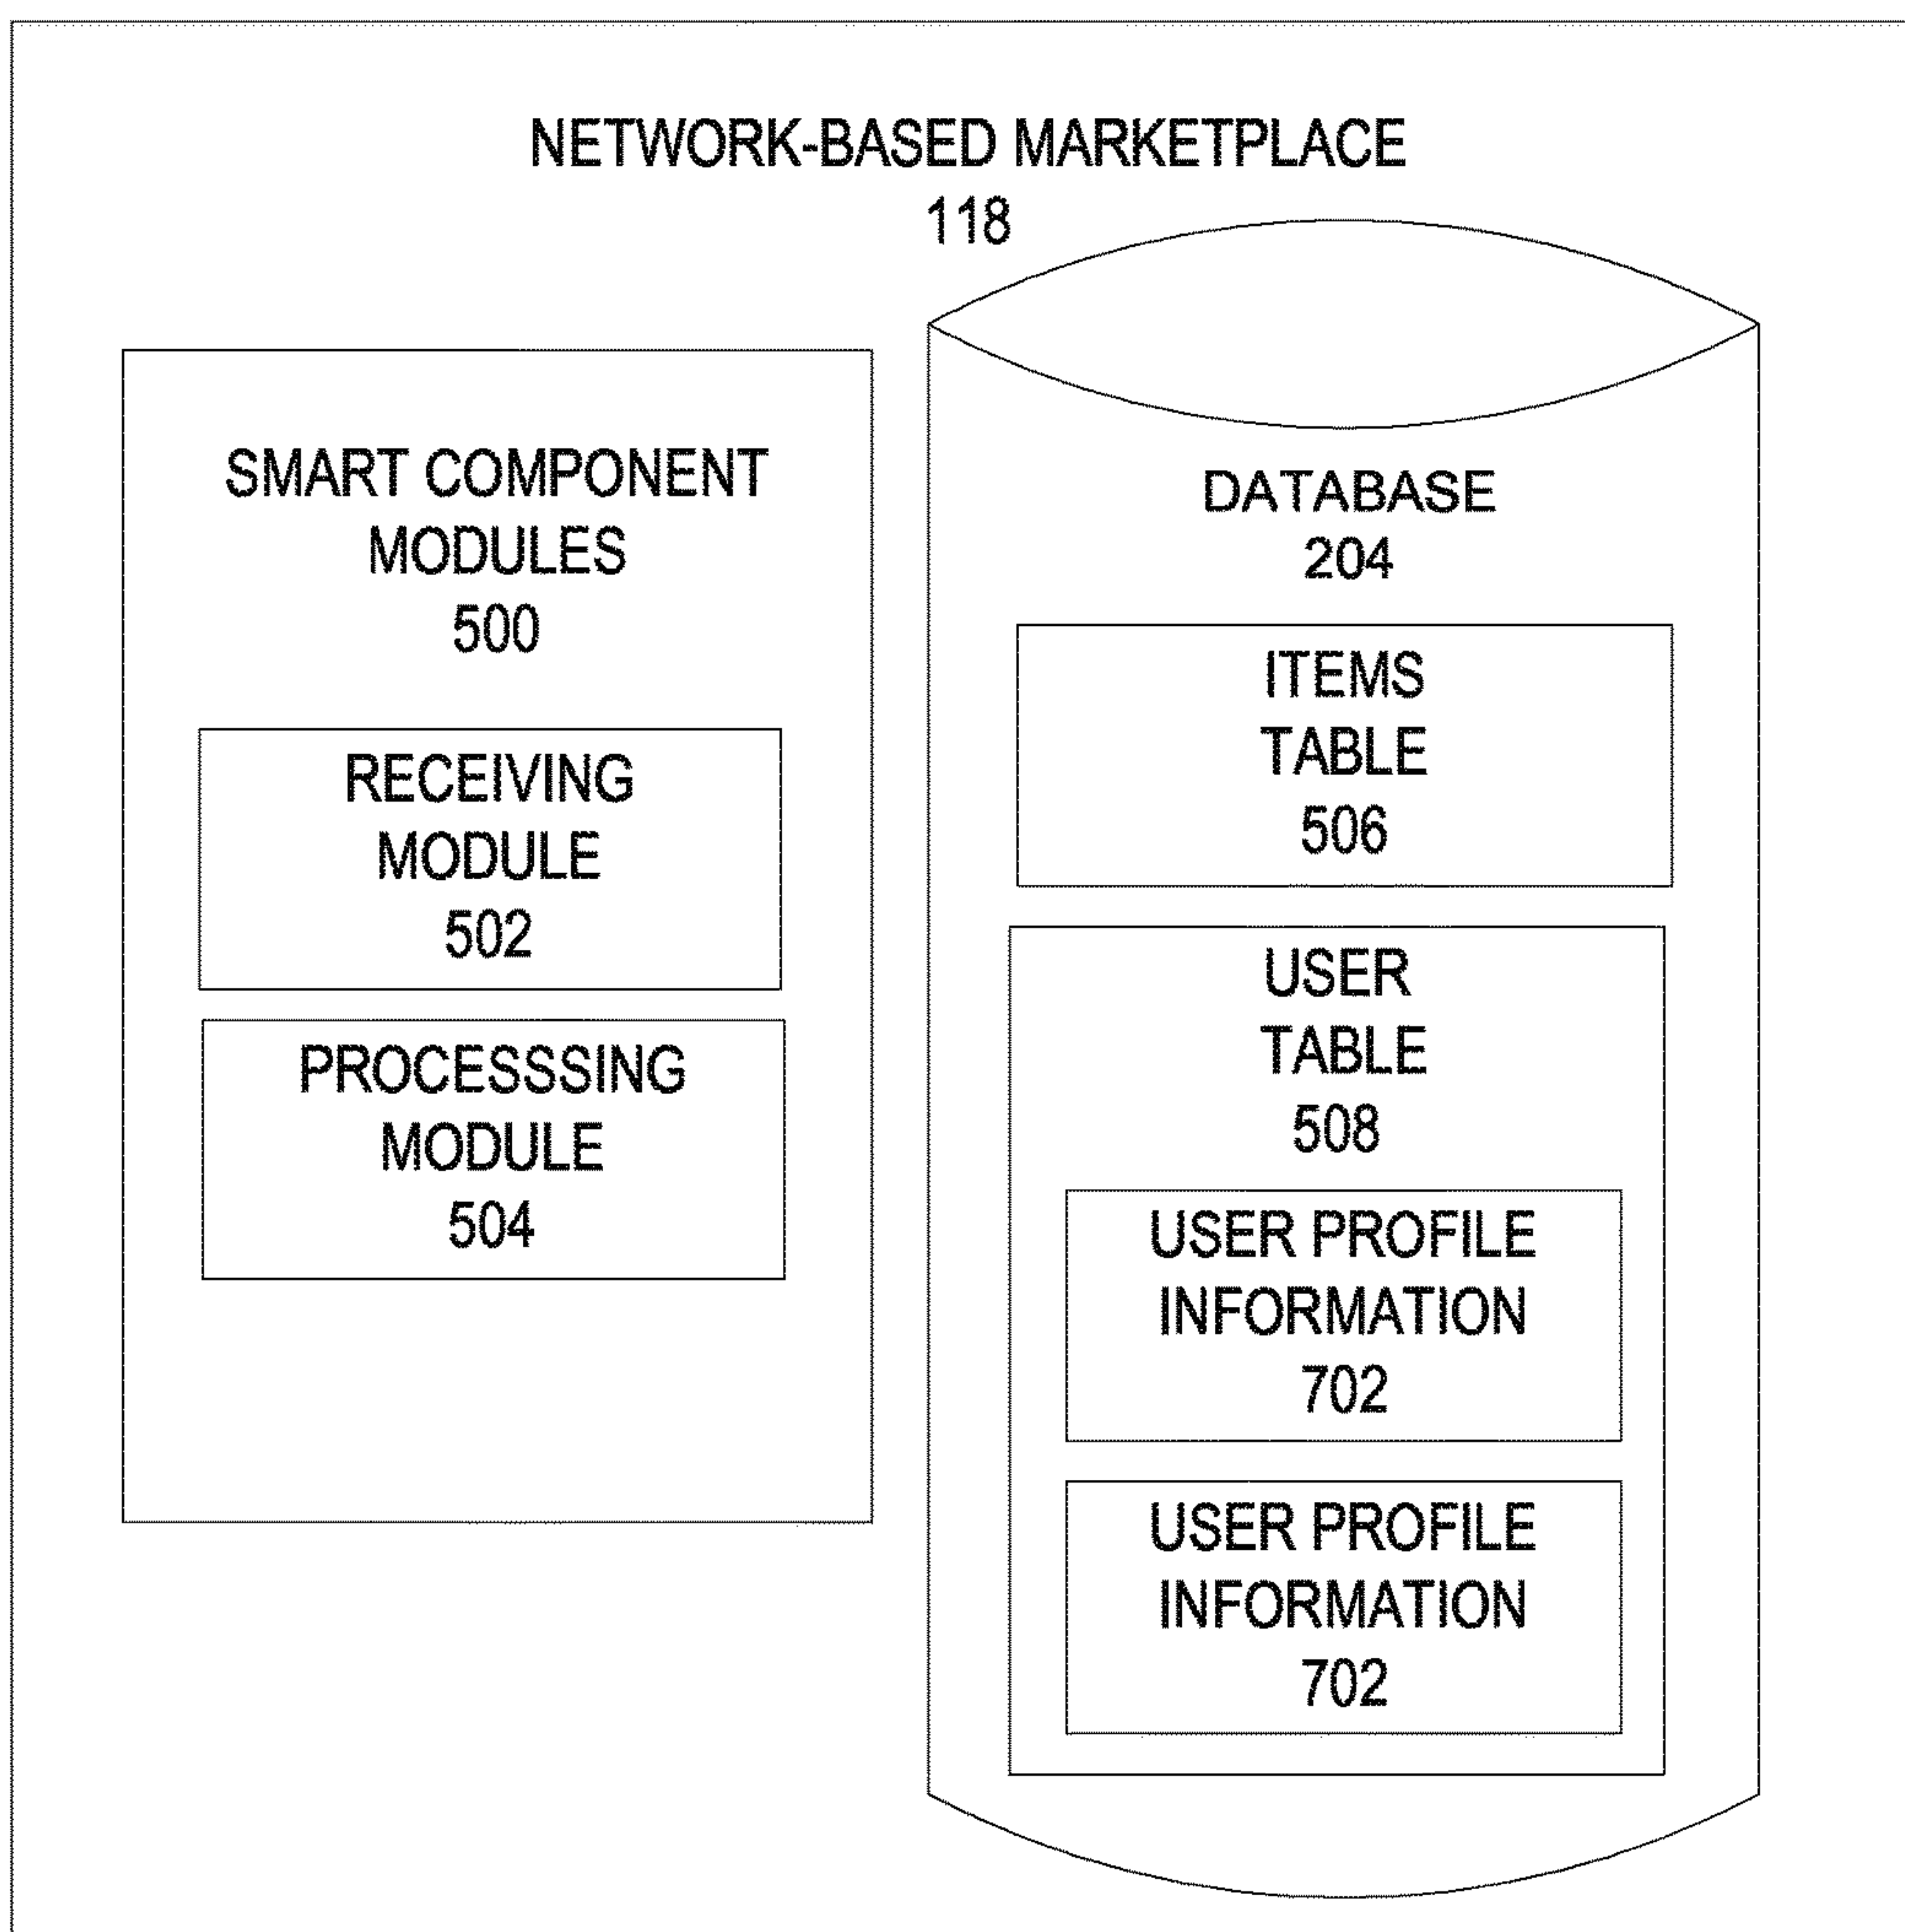 NETWORK-BASED MARKETPLACE
118
SMART COMPONENT
MODULES
500
RECEIVING
MODULE
502
PROCESSSING
MODULE
504
DATABASE
204
ITEMS
TABLE
506
USER
TABLE
508
USER PROFILE
INFORMATION
702
USER PROFILE
INFORMATION
702